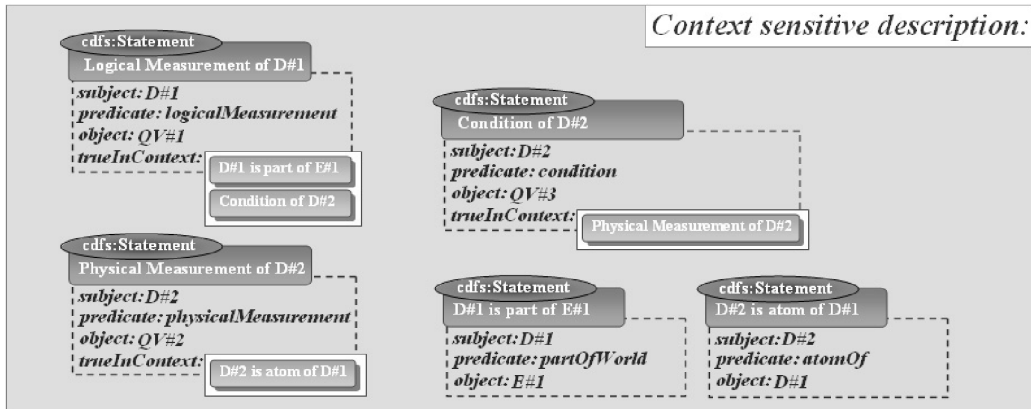 Context sensitive description:
cdfs:Statement
Logical Measurement of D#1
subject: D#1
predicate: logicalMeasurement
object: QV#1
trueInContext:
D#1 is part of E#1
Condition of D#2
cdfs:Statement
Condition of D#2
subject: D#2
predicate: condition
object: QV#3
trueInContext:
Physical Measurement of D#2
cdfs:Statement
Physical Measurement of D#2
subject: D#2
predicate: physicalMeasurement
object: QV#2
trueInContext:
D#2 is atom of D#1
cdfs:Statement
D#1 is part of E#1
subject: D#1
predicate: partOfWorld
object: E#1
cdfs:Statement
D#2 is atom of D#1
subject: D#2
predicate: atomOf
object: D#1